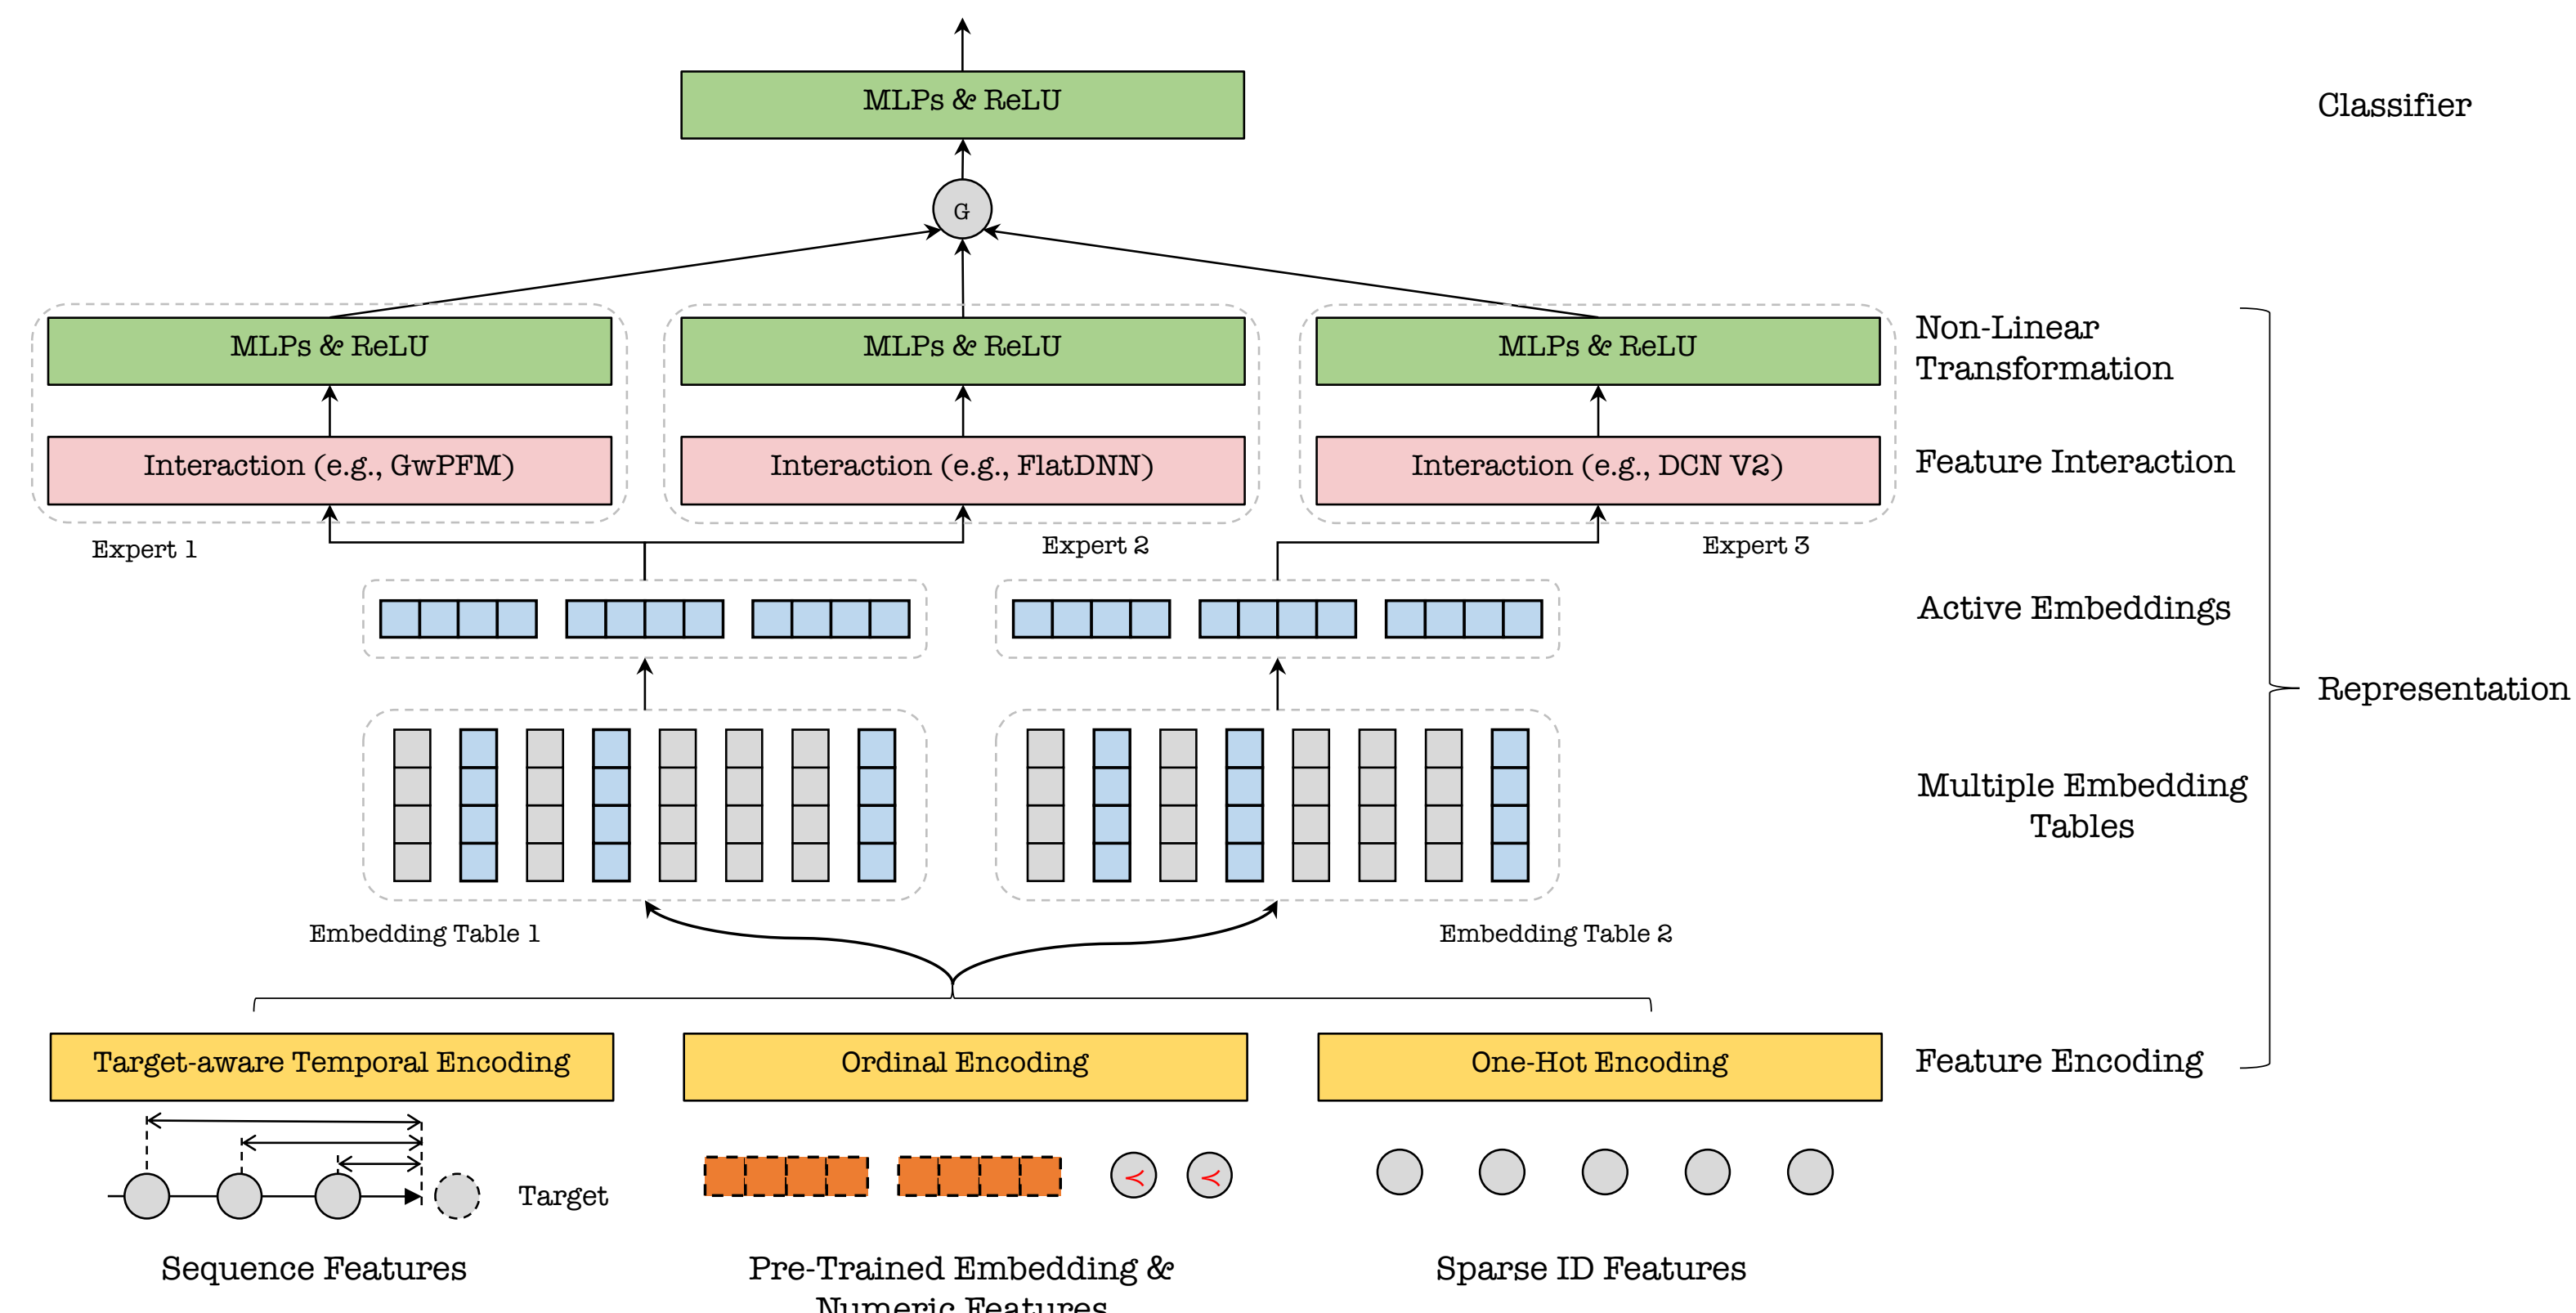 MLPs & ReLU
Classifier
G
MLPs & ReLU
MLPs & ReLU
MLPs & ReLU
Non-Linear
Transformation
Interaction (e.g., GwPFM)
Interaction (e.g., FlatDNN)
Interaction (e.g., DCN V2)
Feature Interaction
Expert 1
Expert 2
Expert 3
Active Embeddings
Representation
Multiple Embedding
Tables
Embedding Table 1
Embedding Table 2
Target-aware Temporal Encoding
Ordinal Encoding
One-Hot Encoding
Feature Encoding
≺
≺
Target
Sequence Features
Pre-Trained Embedding &
Numeric Features
Sparse ID Features